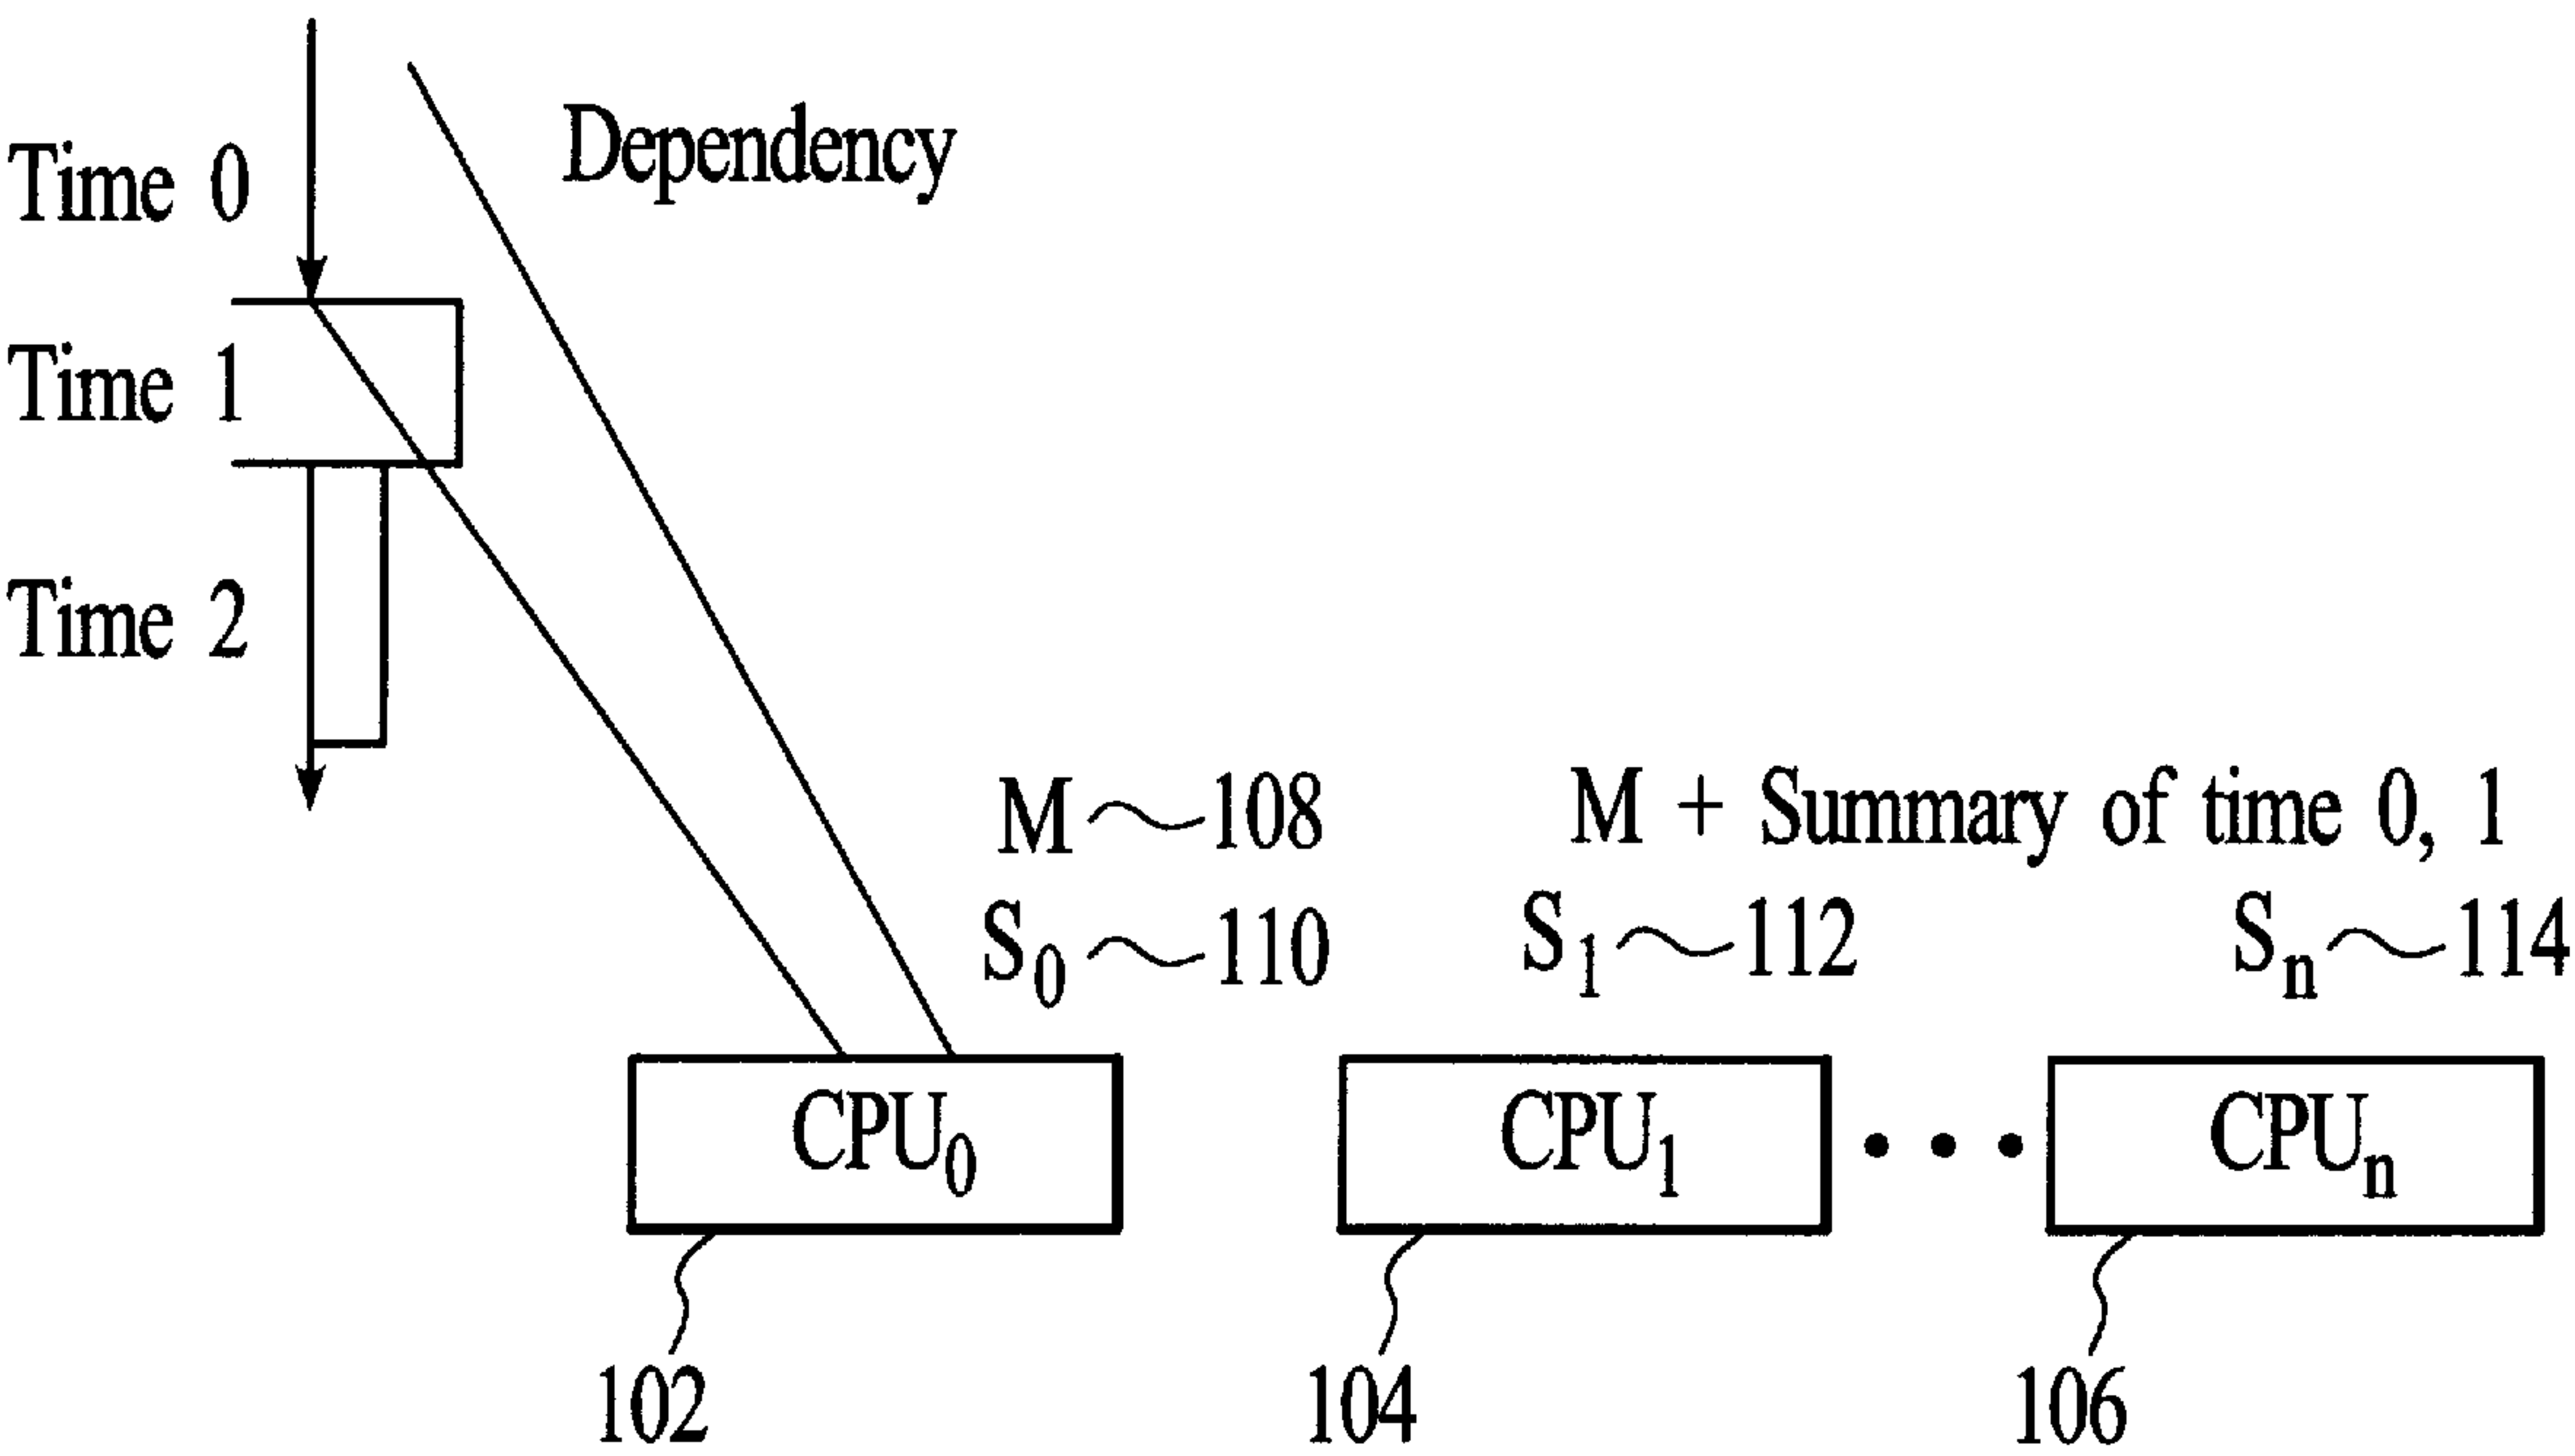 Dependency
Time 0
Time 1
Time 2
M 108
M + Summary of time 0, 1
S0 110
S1 112
Sn 114
CPU0
CPU1
CPUn
102
104
106